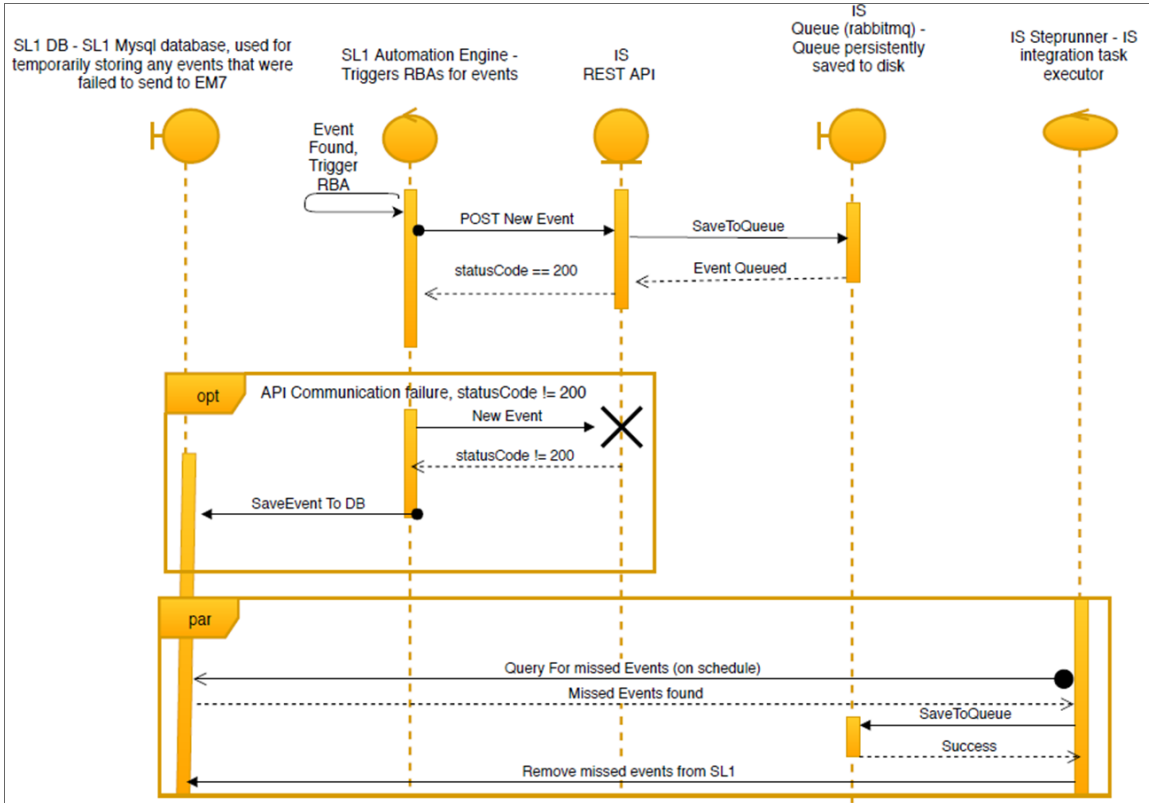 SL1 DB - SL1 Mysql database, used for
temporarily storing any events that were
failed to send to EM7
SL1 Automation Engine -
Triggers RBAs for events
IS
REST API
IS
Queue (rabbitmq) -
Queue persistently
saved to disk
IS Steprunner - IS
integration task
executor
Event
Found,
Trigger
RBA
POST New Event
SaveToQueue
Event Queued
statusCode == 200
opt
API Communication failure, statusCode != 200
New Event
statusCode != 200
SaveEvent To DB
par
Query For missed Events (on schedule)
Missed Events found
SaveToQueue
Success
Remove missed events from SL1